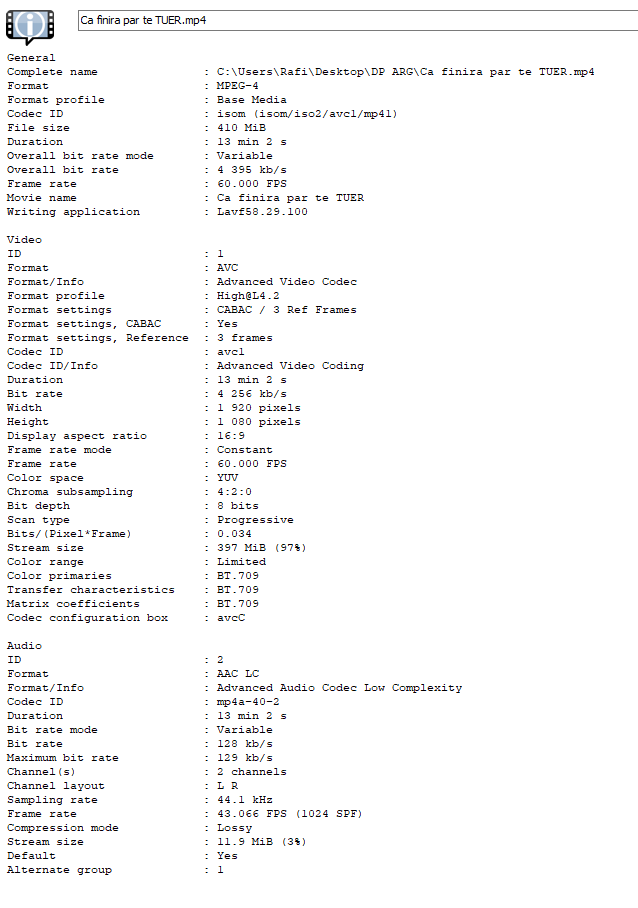 Ca finira par te TUER.mp4
General
Complete name : C:\Users\Rafi\Desktop\DP ARG\Ca finira par te TUER.mp4
Format : MPEG-4
Format profile : Base Media
Codec ID : isom (isom/iso2/avc1/mp41)
File size : 410 MiB
Duration : 13 min 2 s
Overall bit rate mode : Variable
Overall bit rate : 4 395 kb/s
Frame rate : 60.000 FPS
Movie name : Ca finira par te TUER
Writing application : Lavf58.29.100
Video
ID : 1
Format : AVC
Format/Info : Advanced Video Codec
Format profile : High@L4.2
Format settings : CABAC / 3 Ref Frames
Format settings, CABAC : Yes
Format settings, Reference : 3 frames
Codec ID : avc1
Codec ID/Info : Advanced Video Coding
Duration : 13 min 2 s
Bit rate : 4 256 kb/s
Width : 1 920 pixels
Height : 1 080 pixels
Display aspect ratio : 16:9
Frame rate mode : Constant
Frame rate : 60.000 FPS
Color space : YUV
Chroma subsampling : 4:2:0
Bit depth : 8 bits
Scan type : Progressive
Bits/(Pixel*Frame) : 0.034
Stream size : 397 MiB (97%)
Color range : Limited
Color primaries : BT.709
Transfer characteristics : BT.709
Matrix coefficients : BT.709
Codec configuration box : avcC
Audio
ID : 2
Format : AAC LC
Format/Info : Advanced Audio Codec Low Complexity
Codec ID : mp4a-40-2
Duration : 13 min 2 s
Bit rate mode : Variable
Bit rate : 128 kb/s
Maximum bit rate : 129 kb/s
Channel(s) : 2 channels
Channel layout : L R
Sampling rate : 44.1 kHz
Frame rate : 43.066 FPS (1024 SPF)
Compression mode : Lossy
Stream size : 11.9 MiB (3%)
Default : Yes
Alternate group : 1